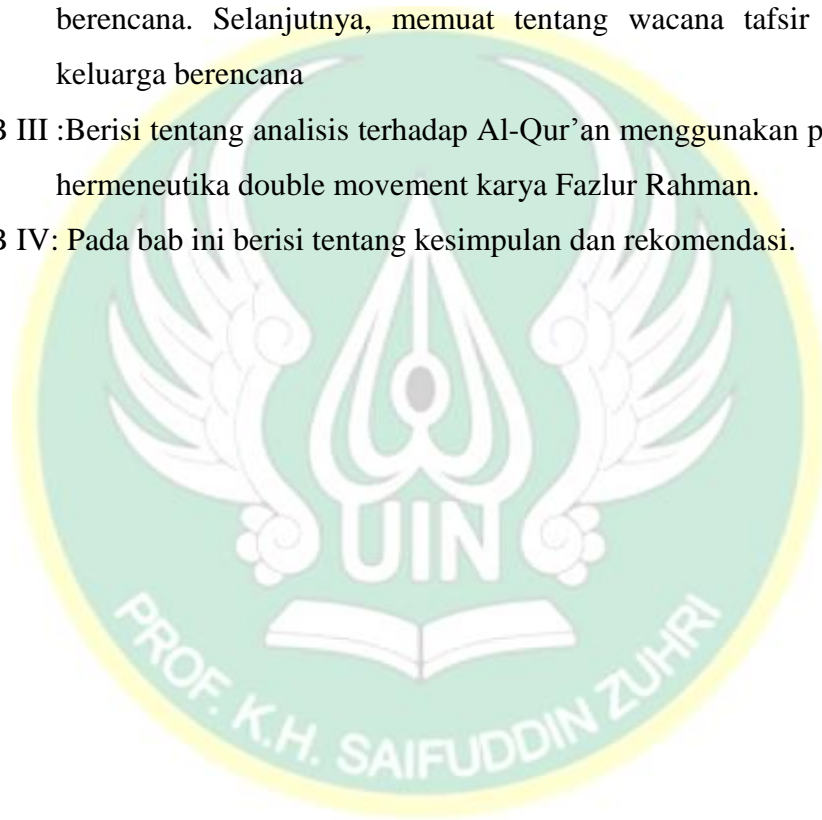 berencana. Selanjutnya, memuat tentang wacana tafsir
keluarga berencana
B III :Berisi tentang analisis terhadap Al-Qur’an menggunakan p
hermeneutika double movement karya Fazlur Rahman.
B IV: Pada bab ini berisi tentang kesimpulan dan rekomendasi.
UIN
PROF. K.H. SAIFUDDIN ZUHRI